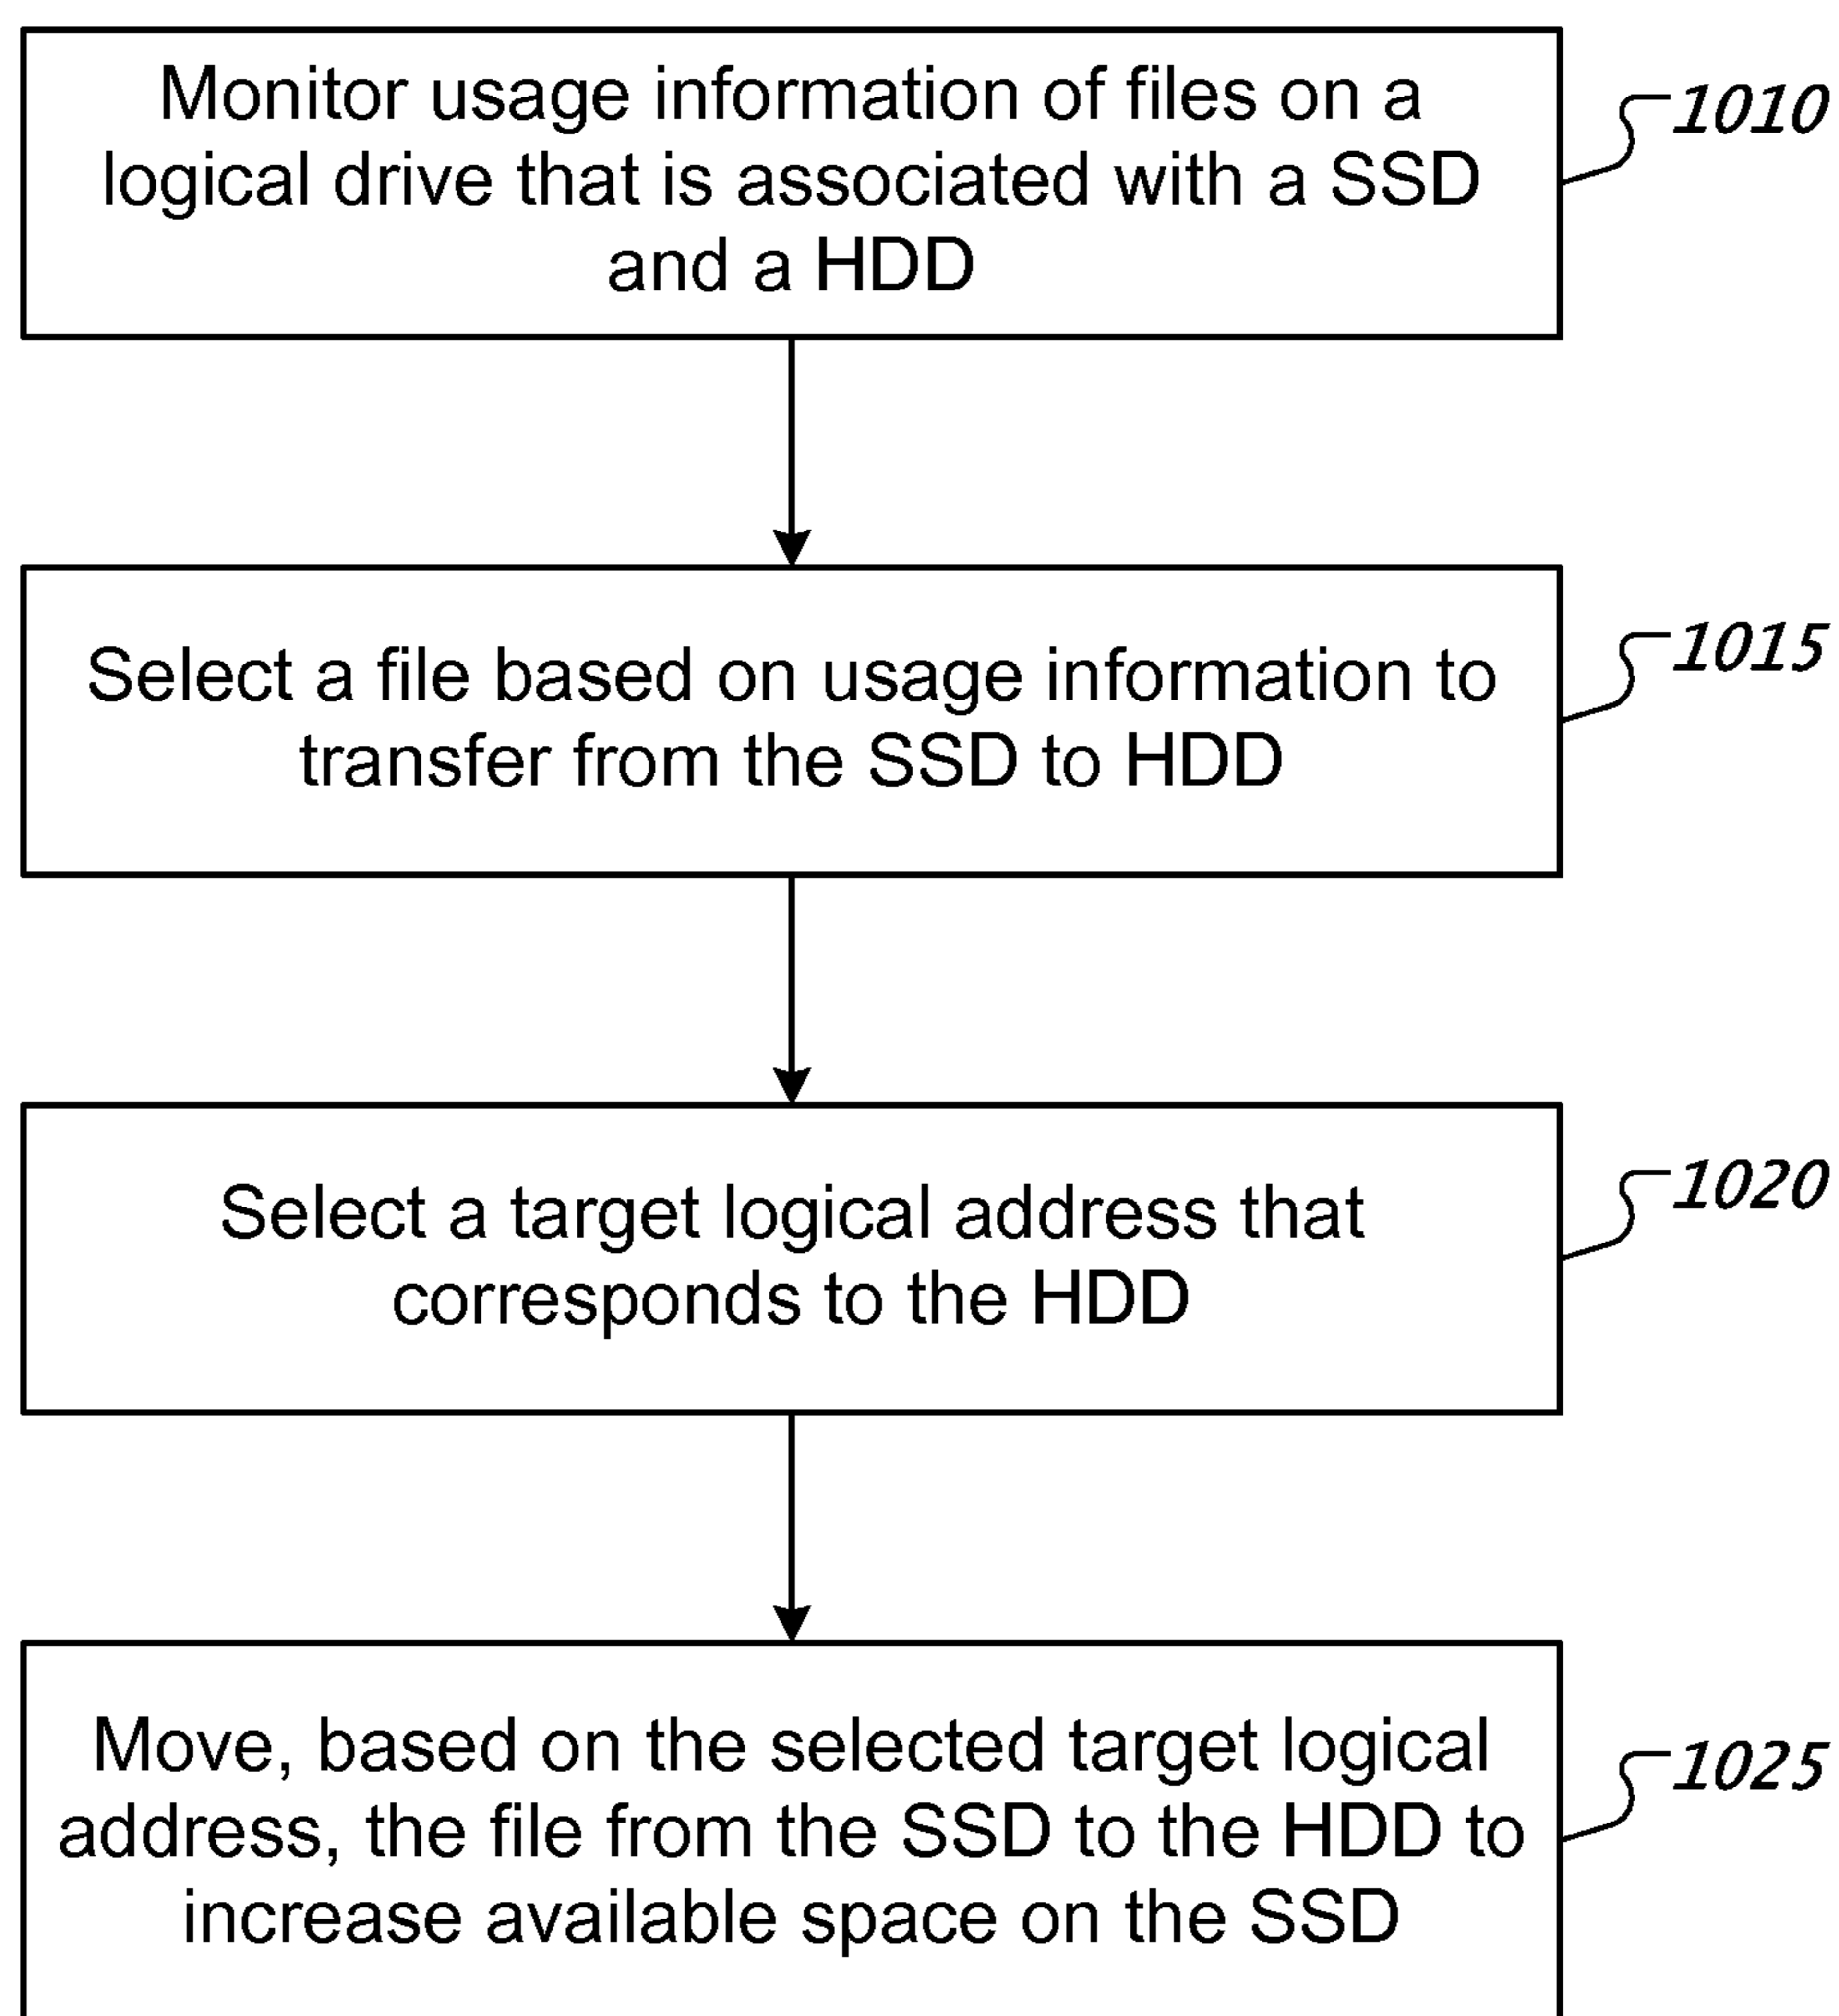 Monitor usage information of files on a
logical drive that is associated with a SSD
and a HDD
1010
Select a file based on usage information to
transfer from the SSD to HDD
1015
Select a target logical address that
corresponds to the HDD
1020
Move, based on the selected target logical
address, the file from the SSD to the HDD to
increase available space on the SSD
1025